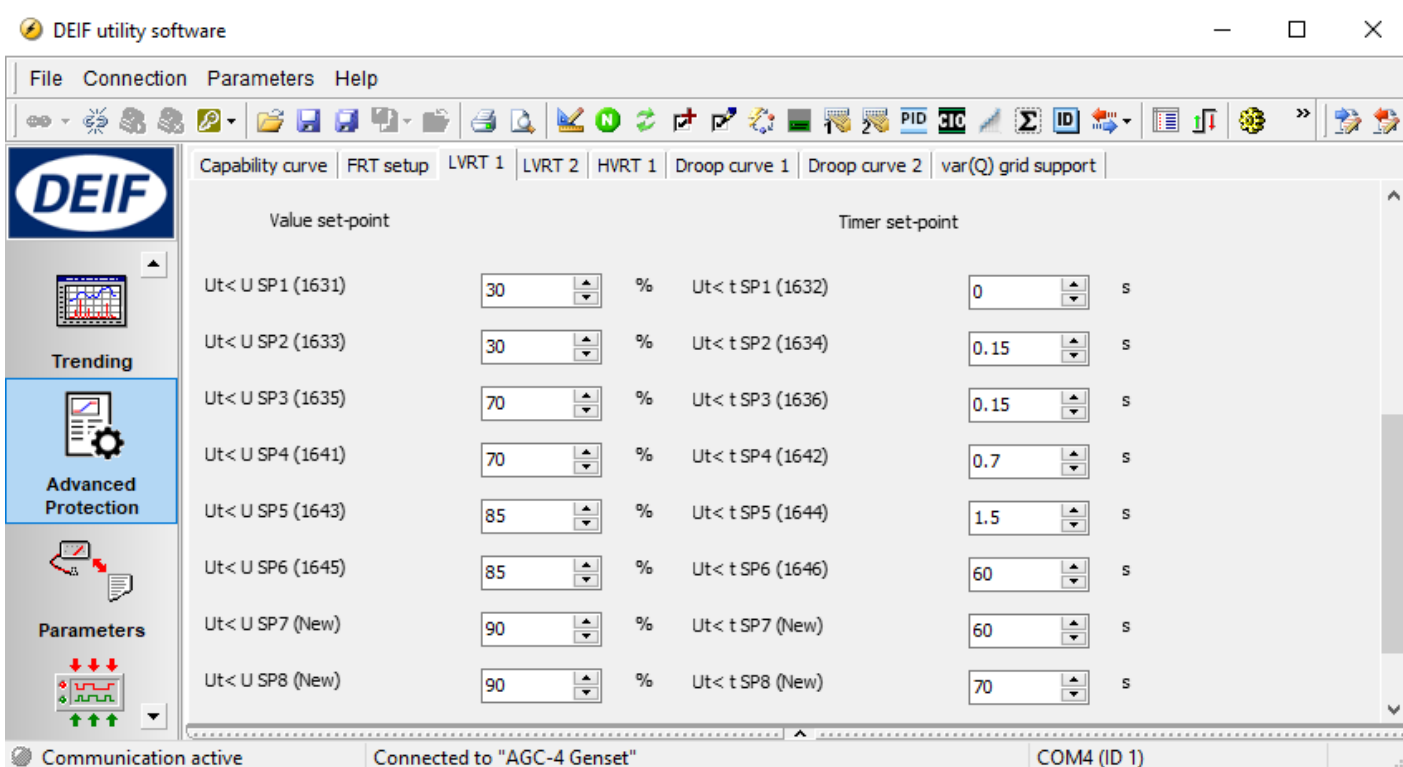 DEIF utility software
File Connection Parameters Help
PID CIO Σ ID »
DEIF
Trending
Advanced
Protection
Parameters
Capability curve FRT setup LVRT 1 LVRT 2 HVRT 1 Droop curve 1 Droop curve 2 var(Q) grid support
Value set-point Timer set-point
Ut< U SP1 (1631) 30 % Ut< t SP1 (1632) 0 s
Ut< U SP2 (1633) 30 % Ut< t SP2 (1634) 0.15 s
Ut< U SP3 (1635) 70 % Ut< t SP3 (1636) 0.15 s
Ut< U SP4 (1641) 70 % Ut< t SP4 (1642) 0.7 s
Ut< U SP5 (1643) 85 % Ut< t SP5 (1644) 1.5 s
Ut< U SP6 (1645) 85 % Ut< t SP6 (1646) 60 s
Ut< U SP7 (New) 90 % Ut< t SP7 (New) 60 s
Ut< U SP8 (New) 90 % Ut< t SP8 (New) 70 s
Communication active Connected to "AGC-4 Genset" COM4 (ID 1)